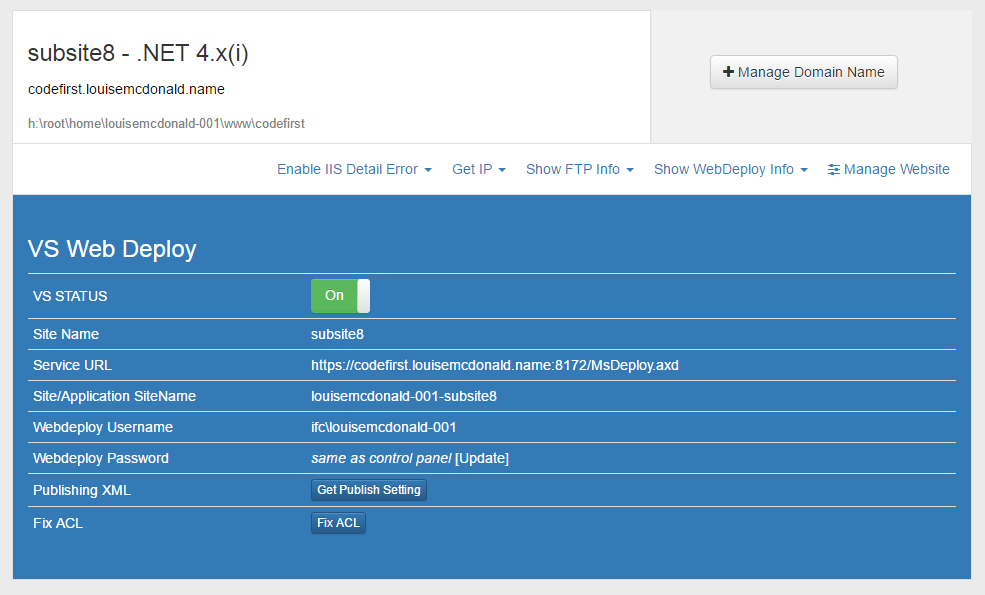 subsite8 - .NET 4.x(i)
codefirst.louisemcdonald.name
h:\root\home\louisemcdonald-001\www\codefirst
Manage Domain Name
Enable IIS Detail Error Get IP Show FTP Info Show WebDeploy Info Manage Website
VS Web Deploy
VS STATUS On
Site Name subsite8
Service URL https://codefirst.louisemcdonald.name:8172/MsDeploy.axd
Site/Application SiteName louisemcdonald-001-subsite8
Webdeploy Username ifc\louisemcdonald-001
Webdeploy Password same as control panel [Update]
Publishing XML Get Publish Setting
Fix ACL Fix ACL